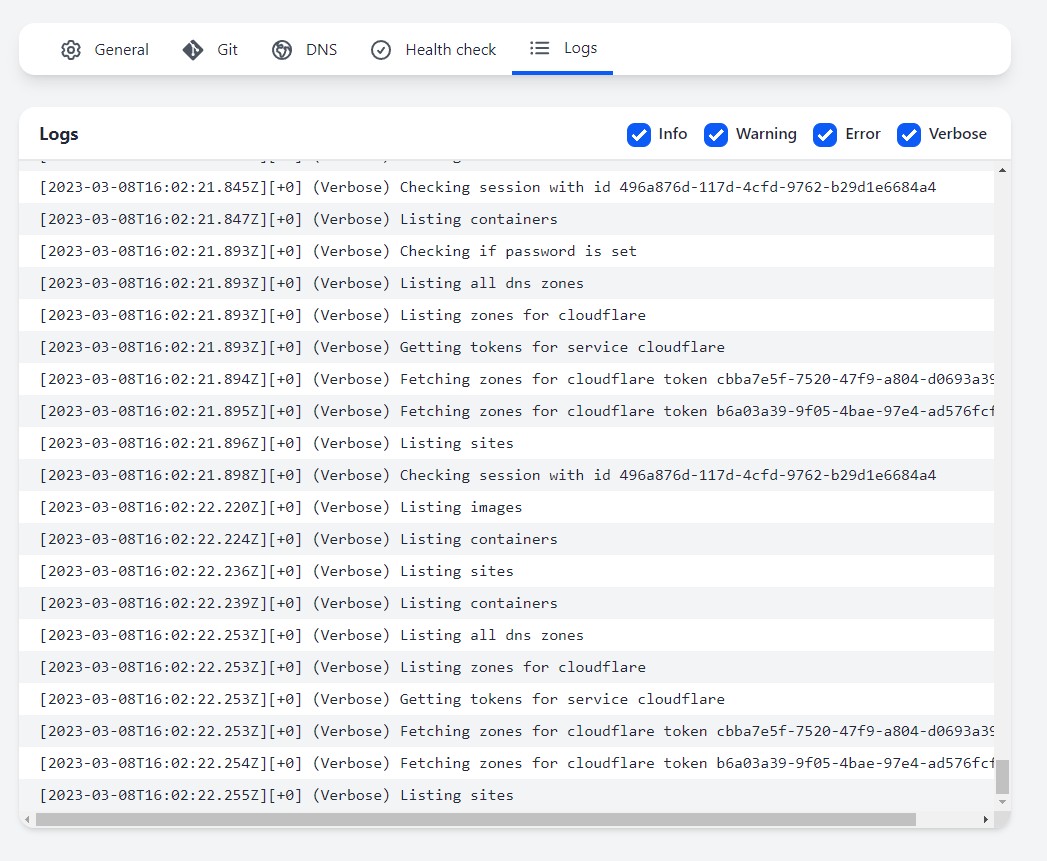 General
Git
DNS
Health check
Logs
Logs
Info
Warning
Error
Verbose
[2023-03-08T16:02:21.845Z][+0] (Verbose) Checking session with id 496a876d-117d-4cfd-9762-b29d1e6684a4
[2023-03-08T16:02:21.847Z][+0] (Verbose) Listing containers
[2023-03-08T16:02:21.893Z][+0] (Verbose) Checking if password is set
[2023-03-08T16:02:21.893Z][+0] (Verbose) Listing all dns zones
[2023-03-08T16:02:21.893Z][+0] (Verbose) Listing zones for cloudflare
[2023-03-08T16:02:21.893Z][+0] (Verbose) Getting tokens for service cloudflare
[2023-03-08T16:02:21.894Z][+0] (Verbose) Fetching zones for cloudflare token cbba7e5f-7520-47f9-a804-d0693a39
[2023-03-08T16:02:21.895Z][+0] (Verbose) Fetching zones for cloudflare token b6a03a39-9f05-4bae-97e4-ad576fcf
[2023-03-08T16:02:21.896Z][+0] (Verbose) Listing sites
[2023-03-08T16:02:21.898Z][+0] (Verbose) Checking session with id 496a876d-117d-4cfd-9762-b29d1e6684a4
[2023-03-08T16:02:22.220Z][+0] (Verbose) Listing images
[2023-03-08T16:02:22.224Z][+0] (Verbose) Listing containers
[2023-03-08T16:02:22.236Z][+0] (Verbose) Listing sites
[2023-03-08T16:02:22.239Z][+0] (Verbose) Listing containers
[2023-03-08T16:02:22.253Z][+0] (Verbose) Listing all dns zones
[2023-03-08T16:02:22.253Z][+0] (Verbose) Listing zones for cloudflare
[2023-03-08T16:02:22.253Z][+0] (Verbose) Getting tokens for service cloudflare
[2023-03-08T16:02:22.253Z][+0] (Verbose) Fetching zones for cloudflare token cbba7e5f-7520-47f9-a804-d0693a39
[2023-03-08T16:02:22.254Z][+0] (Verbose) Fetching zones for cloudflare token b6a03a39-9f05-4bae-97e4-ad576fcf
[2023-03-08T16:02:22.255Z][+0] (Verbose) Listing sites